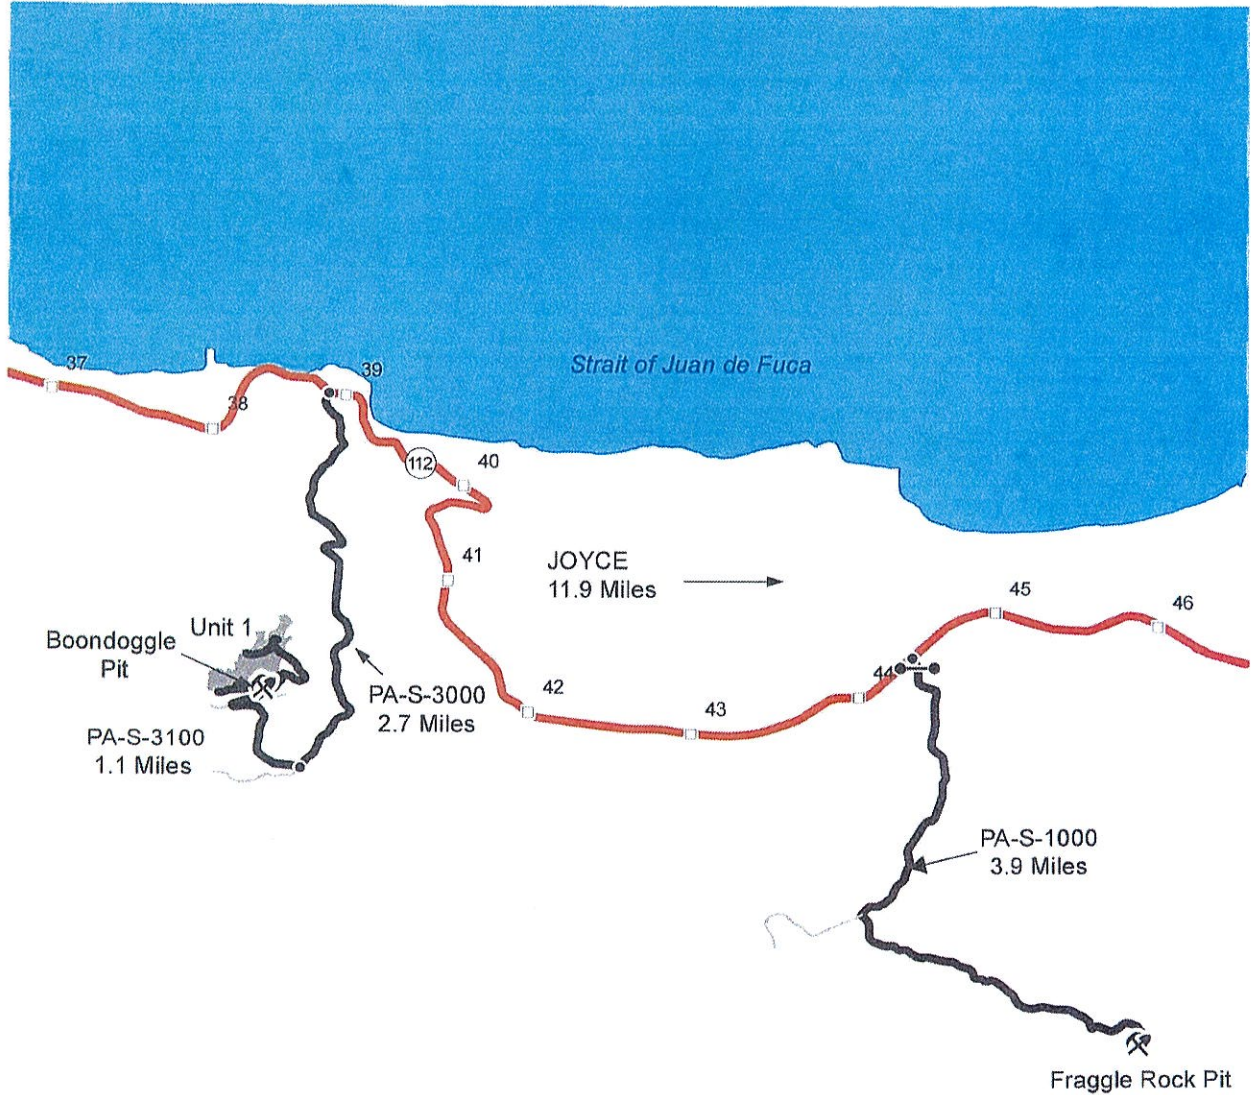 37
38
39
Strait of Juan de Fuca
112
40
41
JOYCE
11.9 Miles
45
46
Unit 1
Boondoggle
Pit
PA-S-3000
2.7 Miles
42
43
44
PA-S-3100
1.1 Miles
PA-S-1000
3.9 Miles
Fraggle Rock Pit